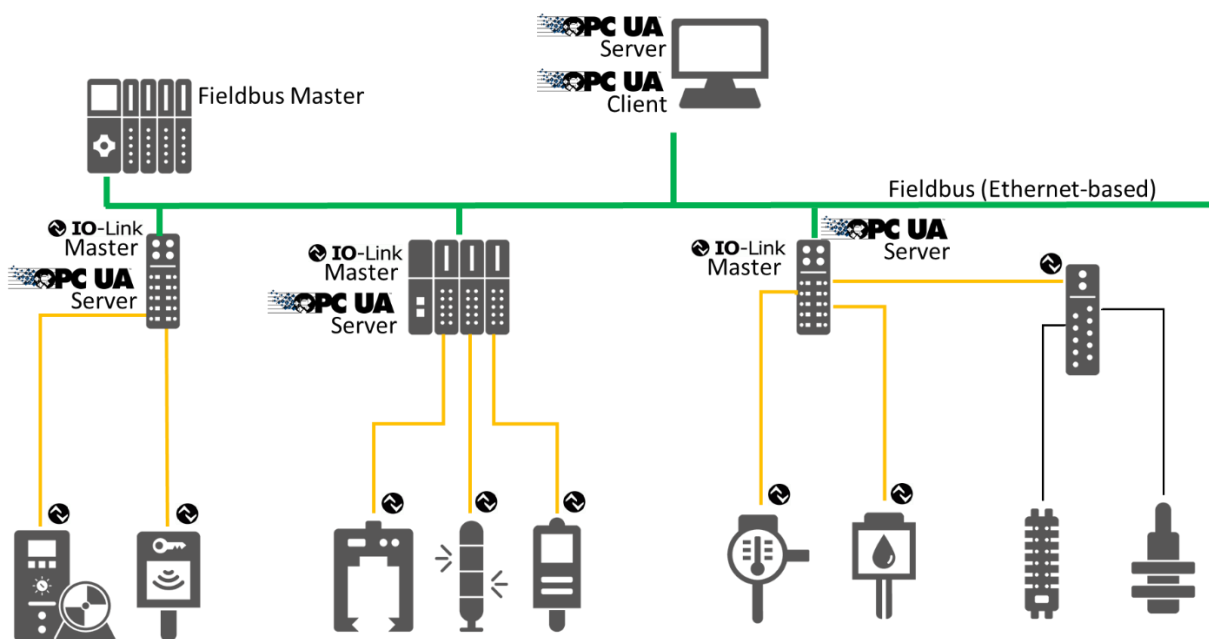 OPC UA
Server
OPC UA
Client
Fieldbus Master
Fieldbus (Ethernet-based)
IO-Link
Master
OPC UA
Server
IO-Link
Master
OPC UA
Server
IO-Link
Master
OPC UA
Server